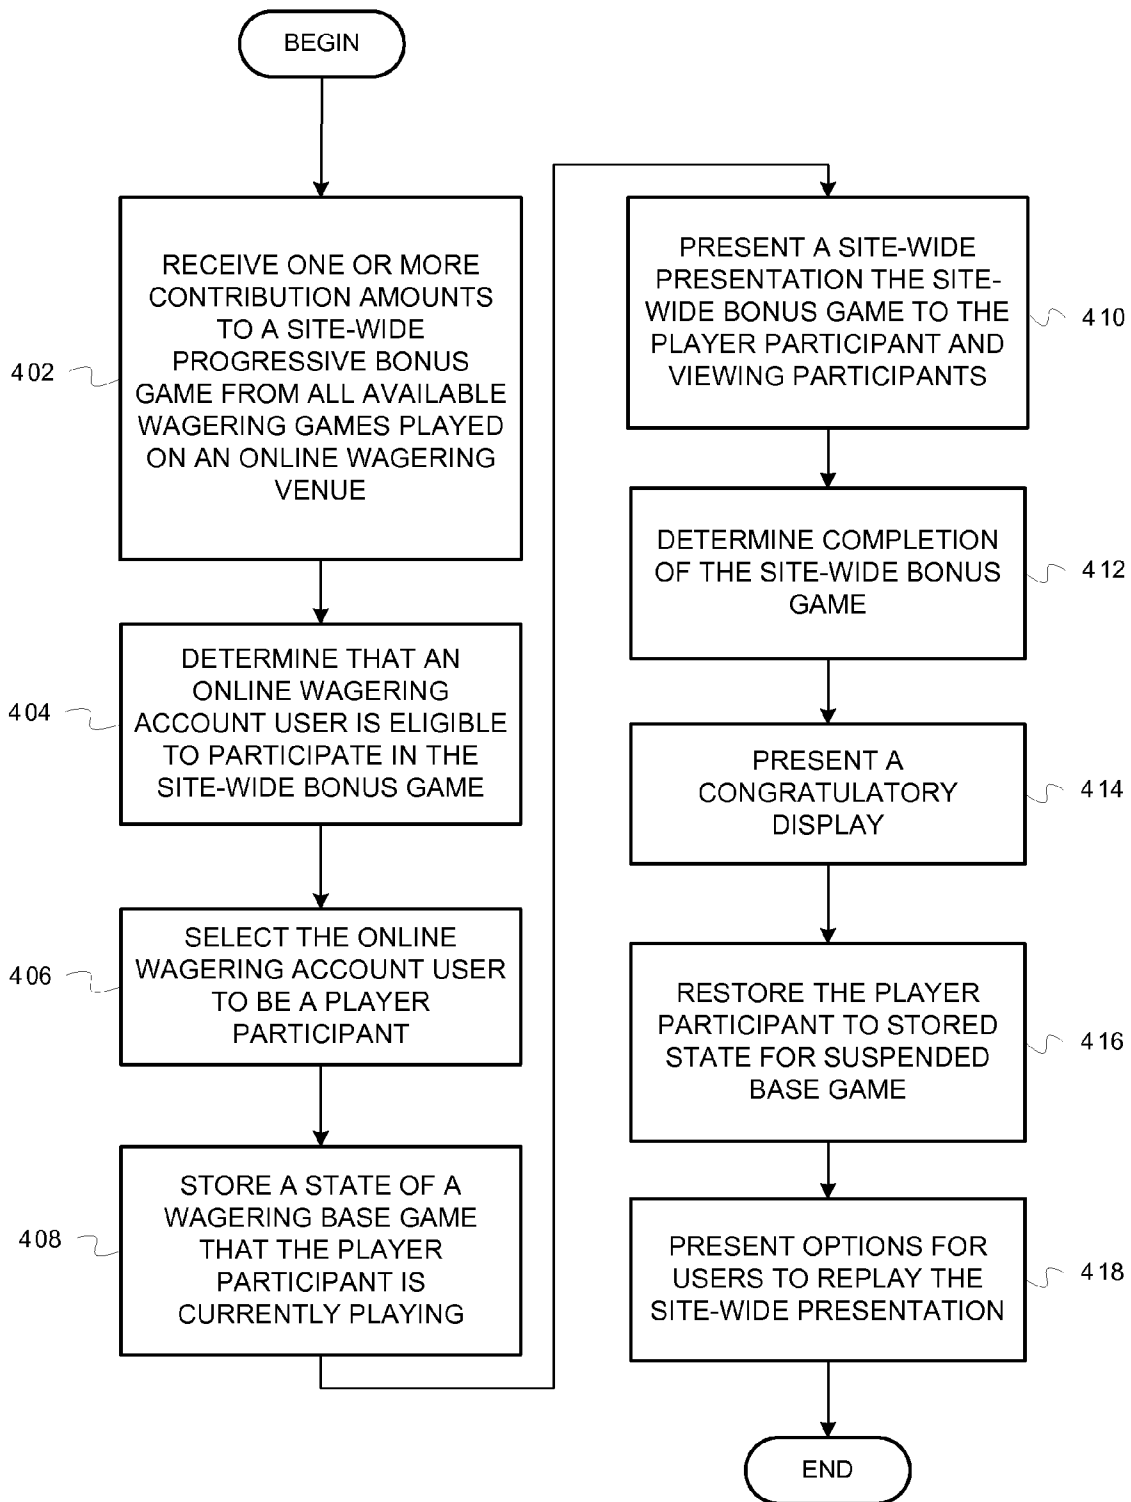 BEGIN
RECEIVE ONE OR MORE
CONTRIBUTION AMOUNTS
TO A SITE-WIDE
PROGRESSIVE BONUS
GAME FROM ALL AVAILABLE
WAGERING GAMES PLAYED
ON AN ONLINE WAGERING
VENUE
402
DETERMINE THAT AN
ONLINE WAGERING
ACCOUNT USER IS ELIGIBLE
TO PARTICIPATE IN THE
SITE-WIDE BONUS GAME
404
SELECT THE ONLINE
WAGERING ACCOUNT USER
TO BE A PLAYER
PARTICIPANT
406
STORE A STATE OF A
WAGERING BASE GAME
THAT THE PLAYER
PARTICIPANT IS
CURRENTLY PLAYING
408
PRESENT A SITE-WIDE
PRESENTATION THE SITE-
WIDE BONUS GAME TO THE
PLAYER PARTICIPANT AND
VIEWING PARTICIPANTS
410
DETERMINE COMPLETION
OF THE SITE-WIDE BONUS
GAME
412
PRESENT A
CONGRATULATORY
DISPLAY
414
RESTORE THE PLAYER
PARTICIPANT TO STORED
STATE FOR SUSPENDED
BASE GAME
416
PRESENT OPTIONS FOR
USERS TO REPLAY THE
SITE-WIDE PRESENTATION
418
END